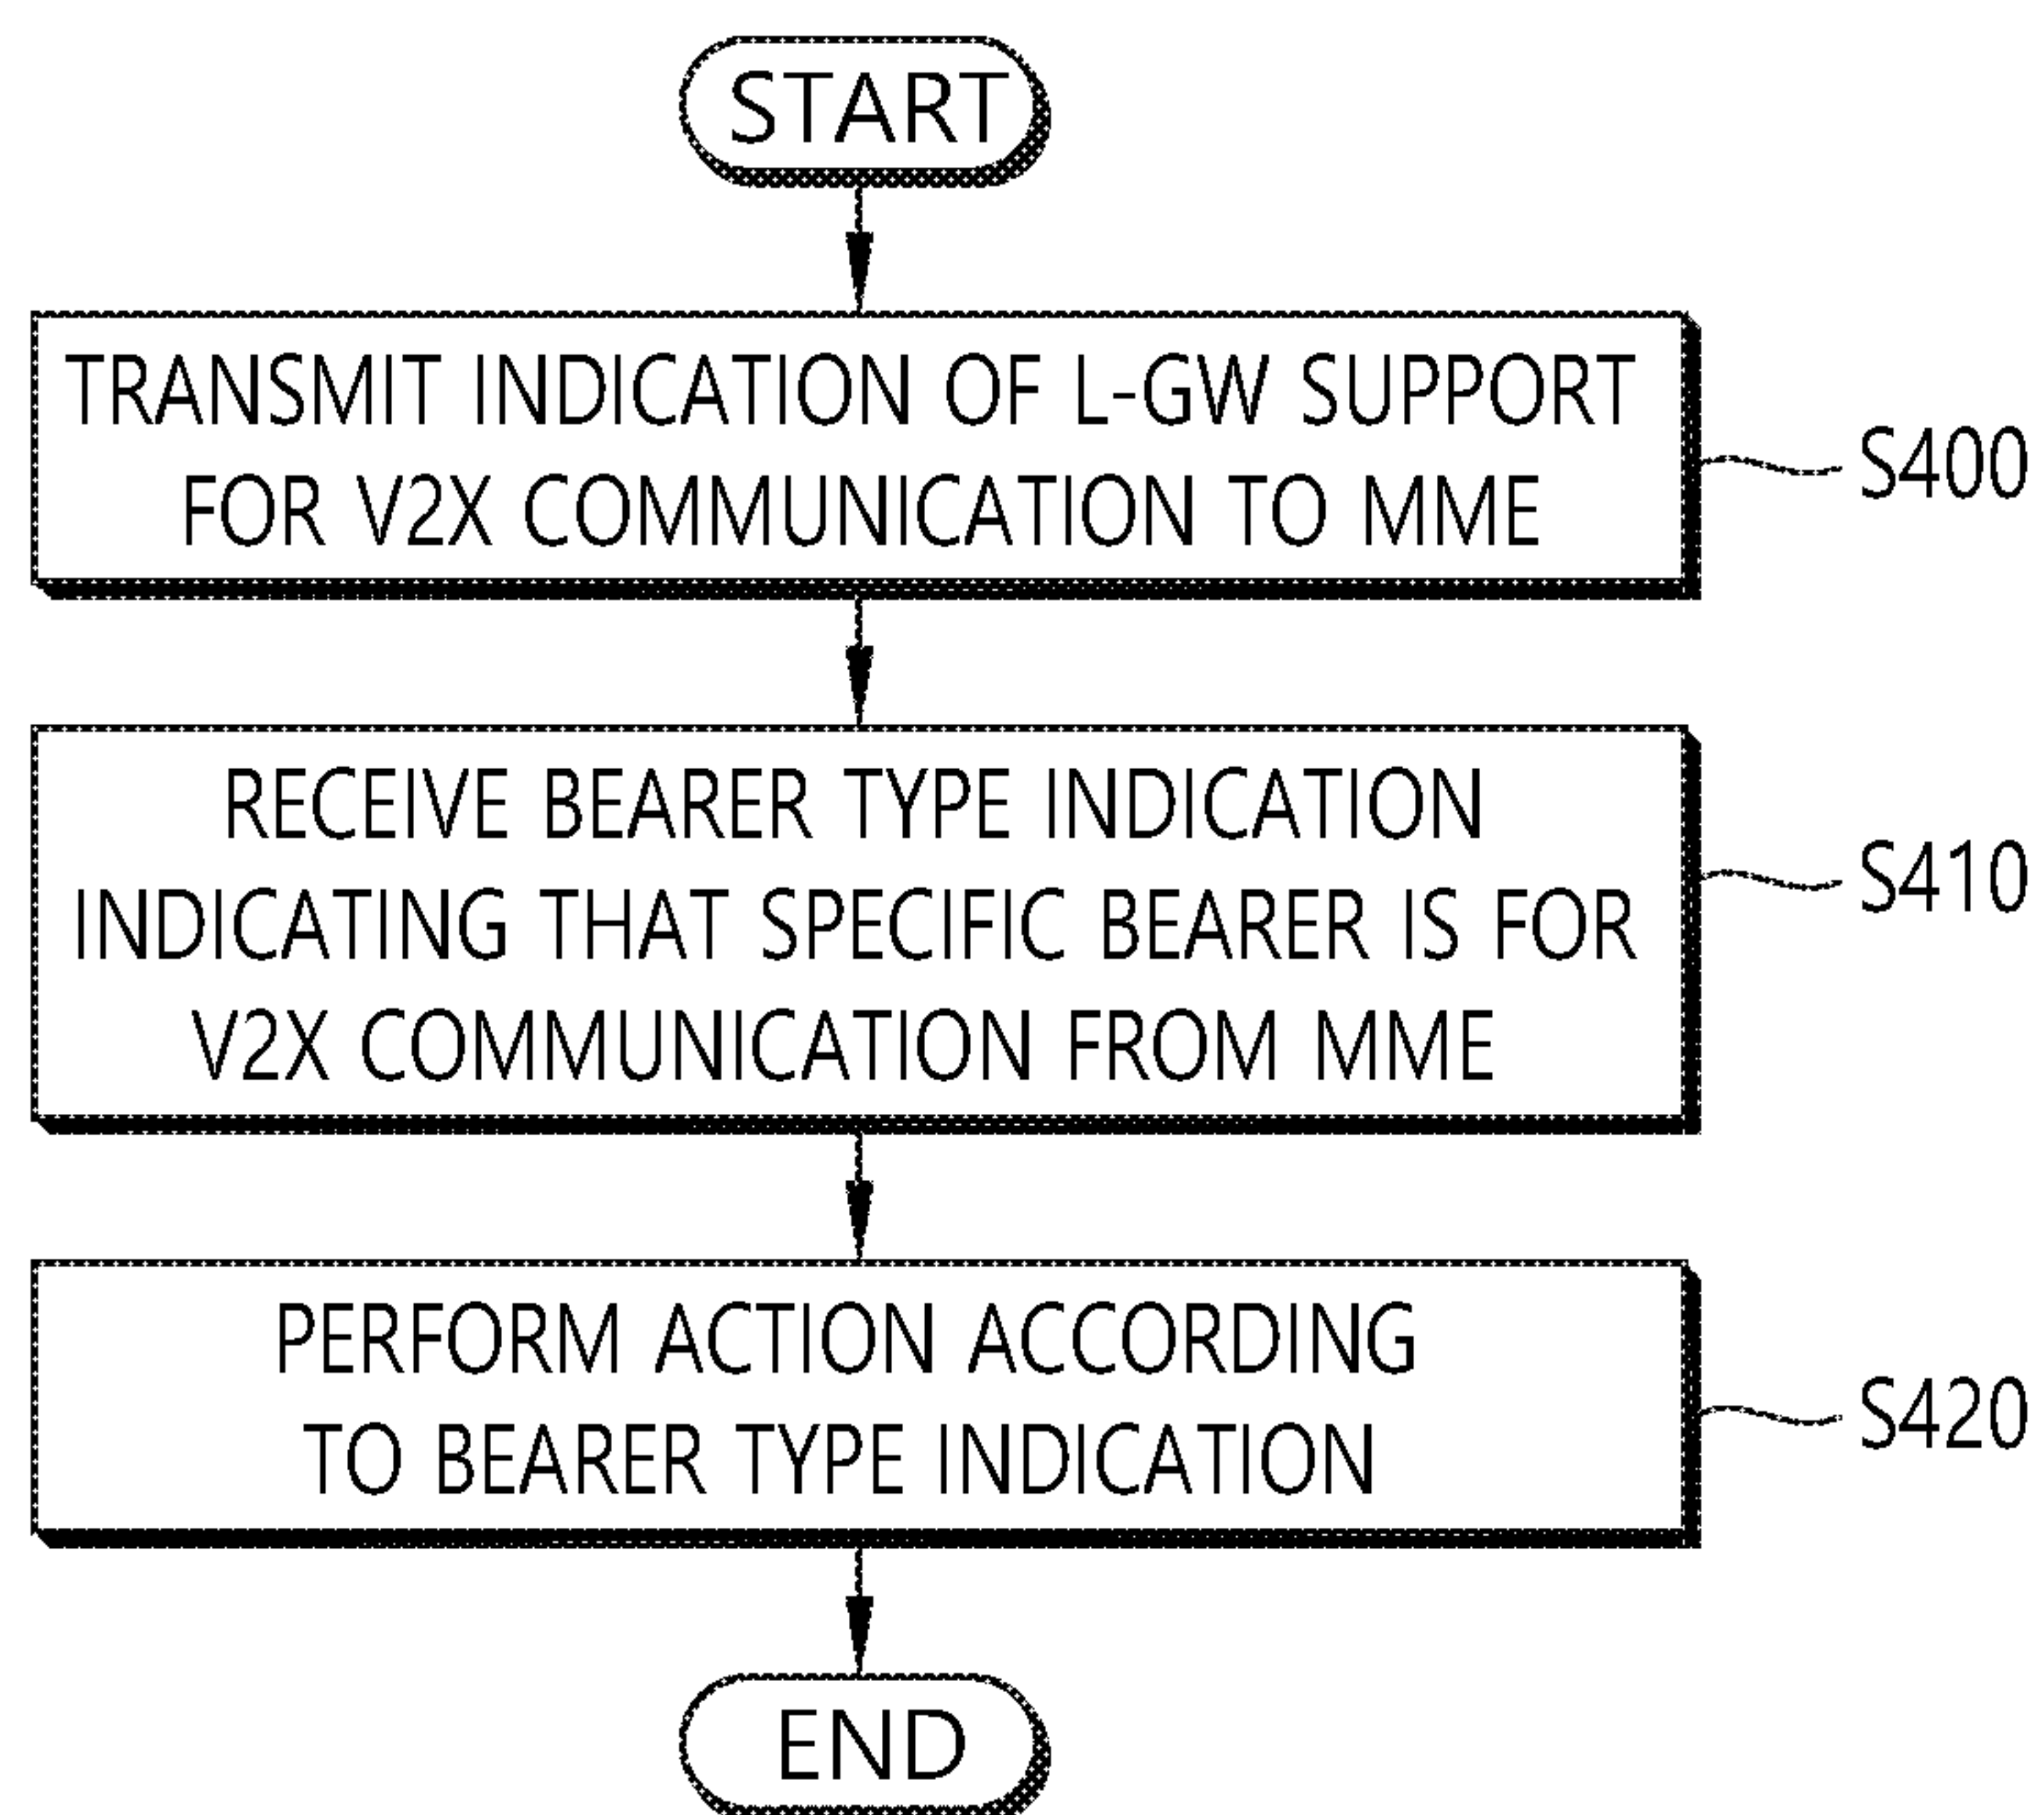 START
TRANSMIT INDICATION OF L-GW SUPPORT
FOR V2X COMMUNICATION TO MME
S400
RECEIVE BEARER TYPE INDICATION
INDICATING THAT SPECIFIC BEARER IS FOR
V2X COMMUNICATION FROM MME
S410
PERFORM ACTION ACCORDING
TO BEARER TYPE INDICATION
S420
END